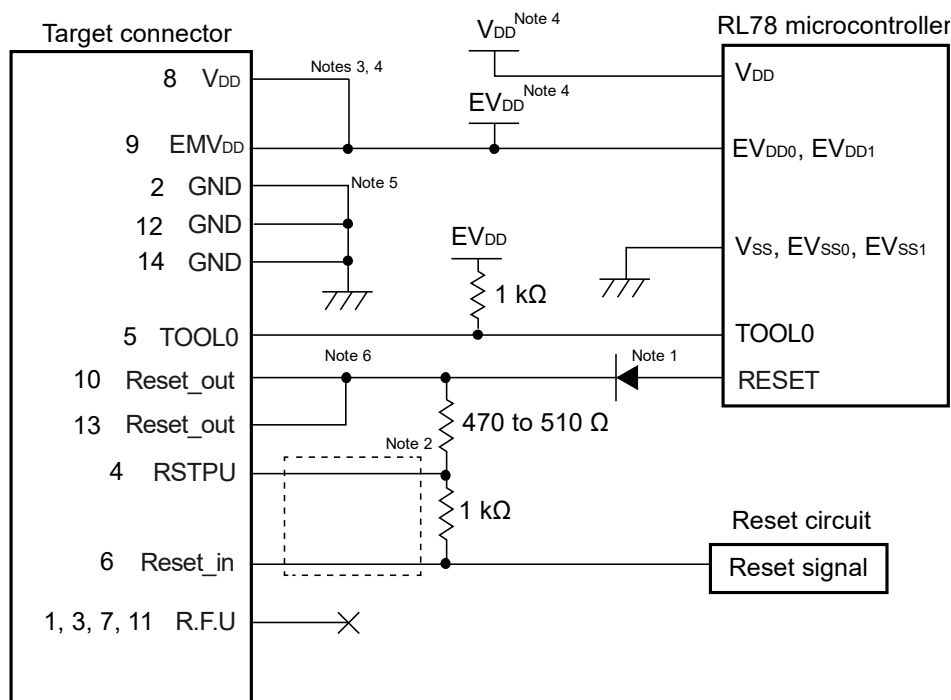 Target connector
8 VDD
Notes 3, 4
VDD Note 4
RL78 microcontroller
VDD
9 EMVDD
EVDD Note 4
EVDD0, EVDD1
2 GND
Note 5
12 GND
14 GND
EVDD
1 kΩ
VSS, EVSS0, EVSS1
5 TOOL0
TOOL0
10 Reset_out
Note 6
Note 1
RESET
13 Reset_out
470 to 510 Ω
Note 2
4 RSTPU
1 kΩ
6 Reset_in
Reset circuit
Reset signal
1, 3, 7, 11 R.F.U